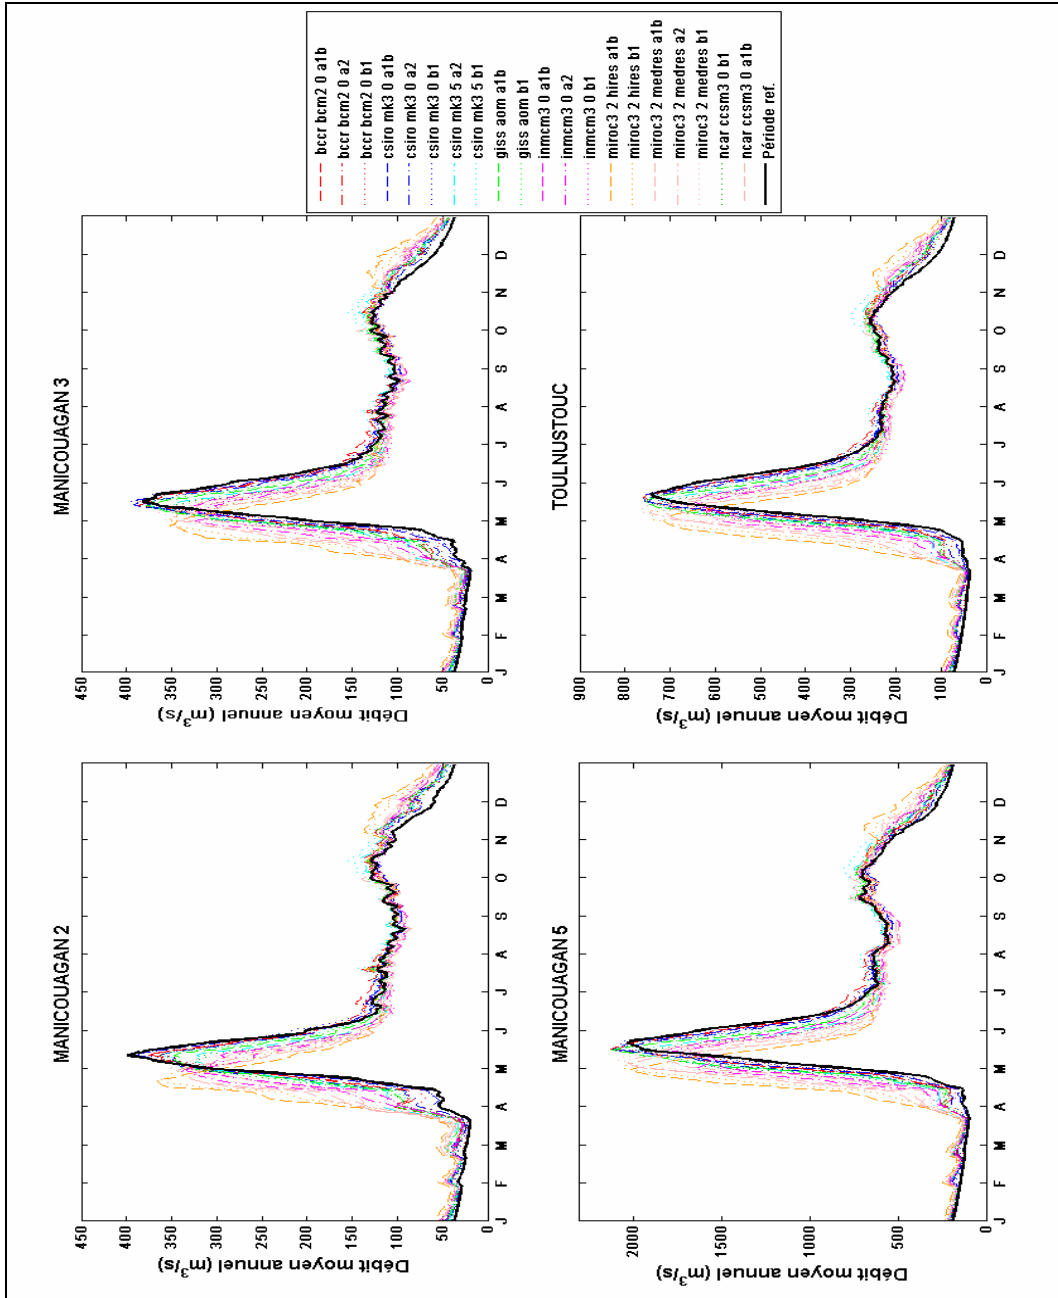 MANICOUAGAN 2
Débit moyen annuel (m³/s)
450
400
350
300
250
200
150
100
50
0
J F M A M J J A S O N D
MANICOUAGAN 3
Débit moyen annuel (m³/s)
450
400
350
300
250
200
150
100
50
0
J F M A M J J A S O N D
MANICOUAGAN 5
Débit moyen annuel (m³/s)
2000
1500
1000
500
0
J F M A M J J A S O N D
TOULNUSTOUC
Débit moyen annuel (m³/s)
900
800
700
600
500
400
300
200
100
0
J F M A M J J A S O N D
bccr bcm2 0 a1b
bccr bcm2 0 a2
bccr bcm2 0 b1
csiro mk3 0 a1b
csiro mk3 0 a2
csiro mk3 0 b1
csiro mk3 5 a2
csiro mk3 5 b1
giss aom a1b
giss aom b1
inmcm3 0 a1b
inmcm3 0 a2
inmcm3 0 b1
miroc3 2 hires a1b
miroc3 2 hires b1
miroc3 2 medres a1b
miroc3 2 medres a2
miroc3 2 medres b1
ncar ccsm3 0 b1
ncar ccsm3 0 a1b
Période ref.